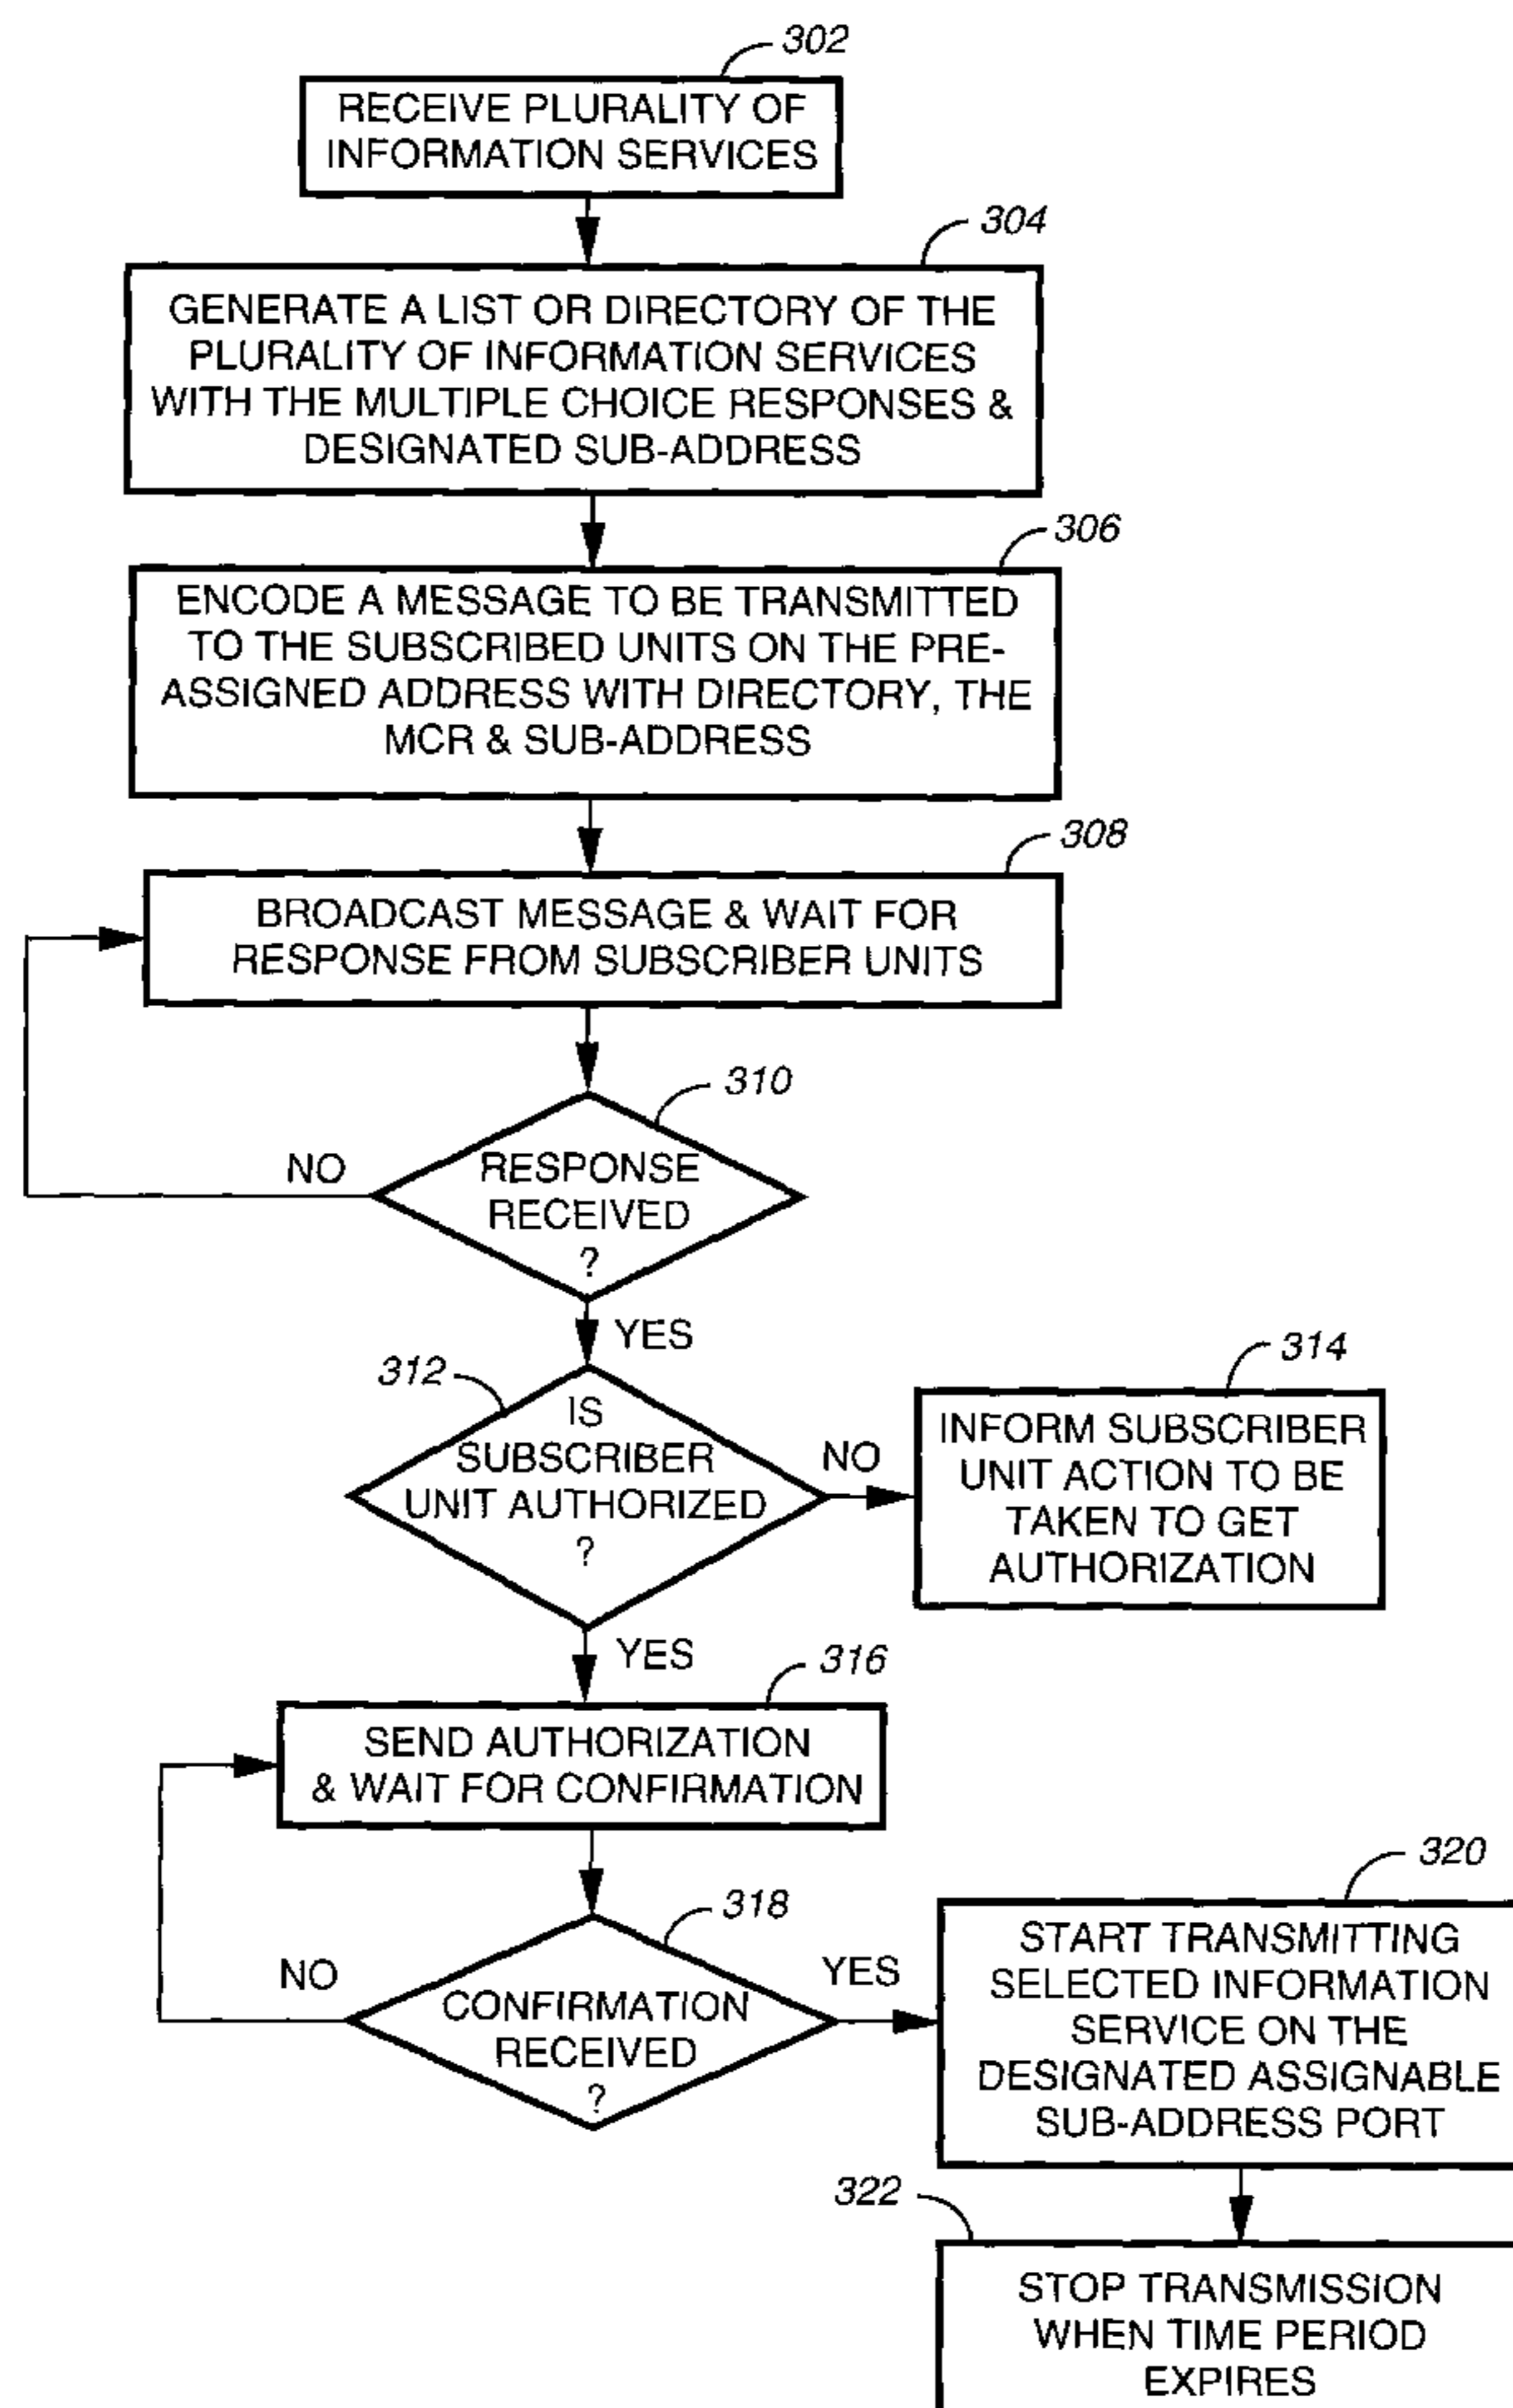 302
RECEIVE PLURALITY OF
INFORMATION SERVICES
304
GENERATE A LIST OR DIRECTORY OF THE
PLURALITY OF INFORMATION SERVICES
WITH THE MULTIPLE CHOICE RESPONSES &
DESIGNATED SUB-ADDRESS
306
ENCODE A MESSAGE TO BE TRANSMITTED
TO THE SUBSCRIBED UNITS ON THE PRE-
ASSIGNED ADDRESS WITH DIRECTORY, THE
MCR & SUB-ADDRESS
308
BROADCAST MESSAGE & WAIT FOR
RESPONSE FROM SUBSCRIBER UNITS
310
NO
RESPONSE
RECEIVED
?
YES
312
IS
SUBSCRIBER
UNIT AUTHORIZED
?
NO
314
INFORM SUBSCRIBER
UNIT ACTION TO BE
TAKEN TO GET
AUTHORIZATION
YES
316
SEND AUTHORIZATION
& WAIT FOR CONFIRMATION
318
NO
CONFIRMATION
RECEIVED
?
YES
320
START TRANSMITTING
SELECTED INFORMATION
SERVICE ON THE
DESIGNATED ASSIGNABLE
SUB-ADDRESS PORT
322
STOP TRANSMISSION
WHEN TIME PERIOD
EXPIRES